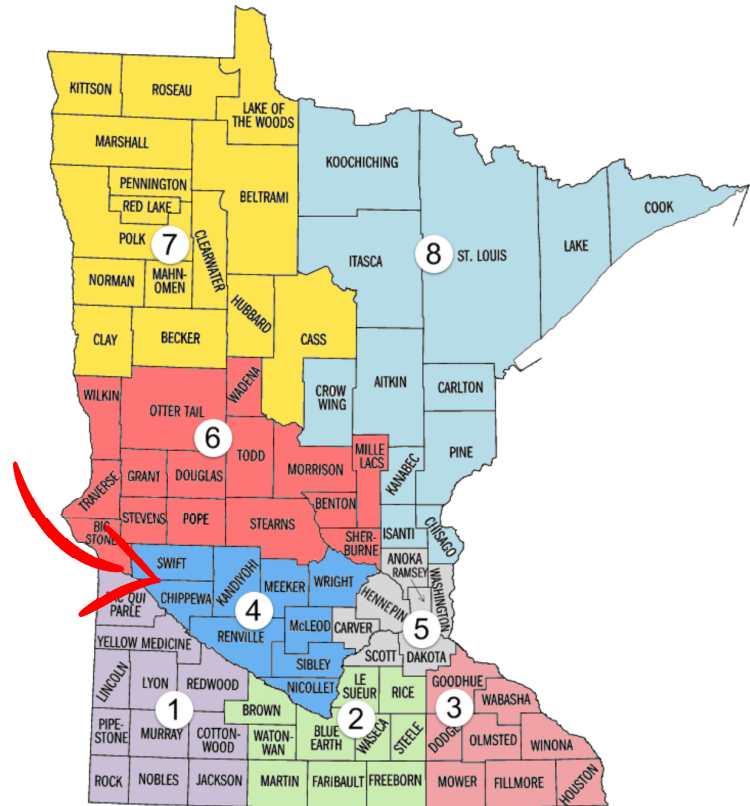 KITTSON
ROSEAU
LAKE OF
THE WOODS
MARSHALL
KOOCHICHING
PENNINGTON
BELTRAMI
RED LAKE
COOK
POLK
7
CLEARWATER
ITASCA
8
ST. LOUIS
LAKE
NORMAN
MAHN-
OMEN
HUBBARD
CLAY
BECKER
CASS
WILKIN
WADENA
CROW
WING
AITKIN
CARLTON
OTTER TAIL
6
TODD
MILLE
LACS
KANABEC
PINE
TRAVERSE
GRANT
DOUGLAS
MORRISON
BENTON
BIG
STONE
STEVENS
POPE
STEARNS
SHER-
BURNE
ISANTI
CHISAGO
SWIFT
KANDIYOHI
MEEKER
WRIGHT
ANOKA
RAMSEY
WASHINGTON
QUI
PARLE
CHIPPEWA
4
HENNEPIN
RENVILLE
McLEOD
CARVER
5
YELLOW MEDICINE
SIBLEY
SCOTT
DAKOTA
LINCOLN
LYON
REDWOOD
NICOLLET
LE
SUEUR
RICE
GOODHUE
WABASHA
1
BROWN
2
3
PIPE-
STONE
MURRAY
COTTON-
WOOD
WATON-
WAN
BLUE
EARTH
WASECA
STEELE
DODGE
OLMSTED
WINONA
ROCK
NOBLES
JACKSON
MARTIN
FARIBAULT
FREEBORN
MOWER
FILLMORE
HOUSTON